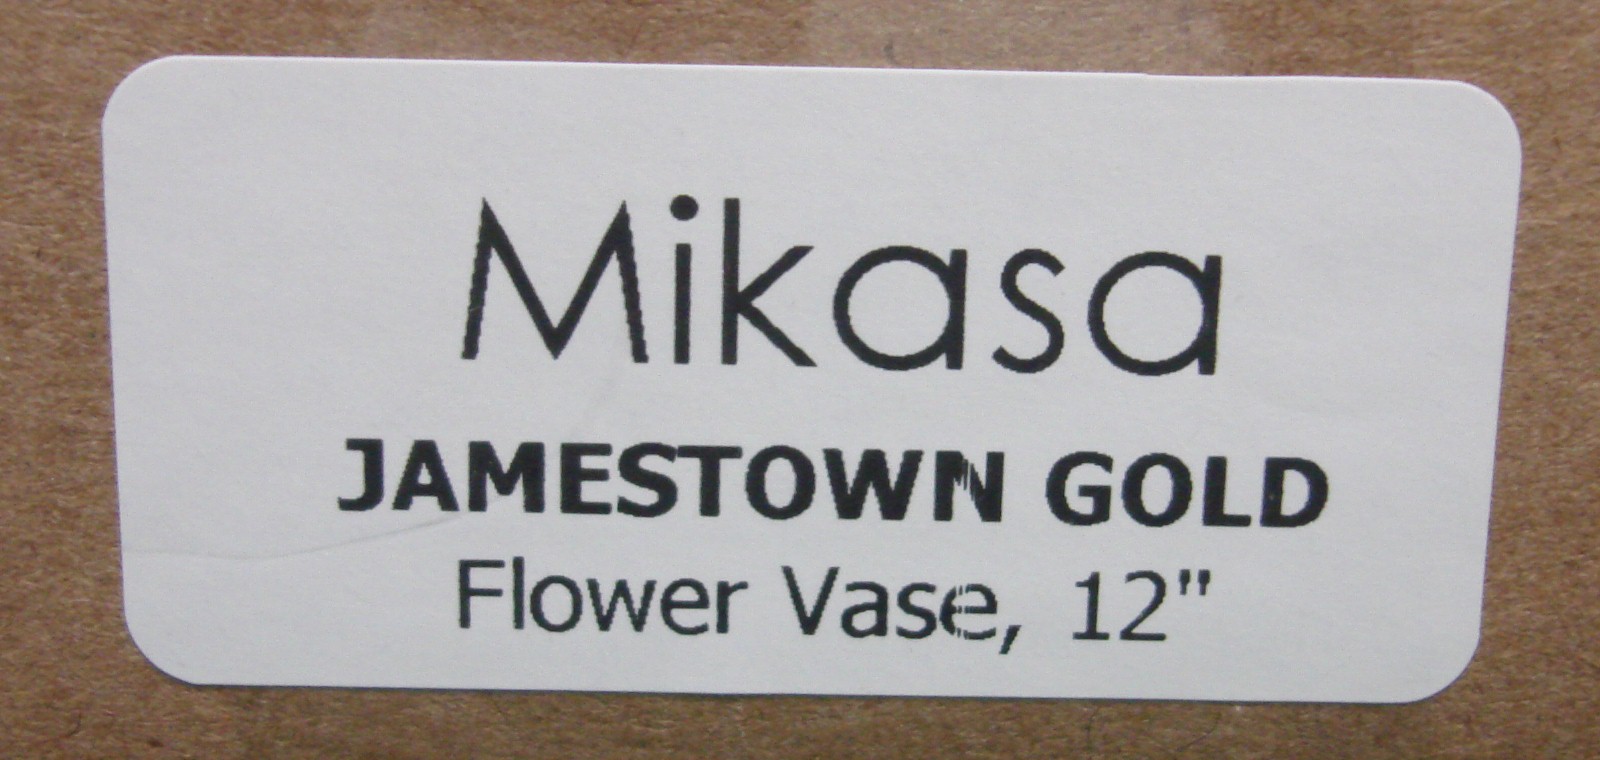 Mikasa
JAMESTOWN GOLD
Flower Vase, 12"